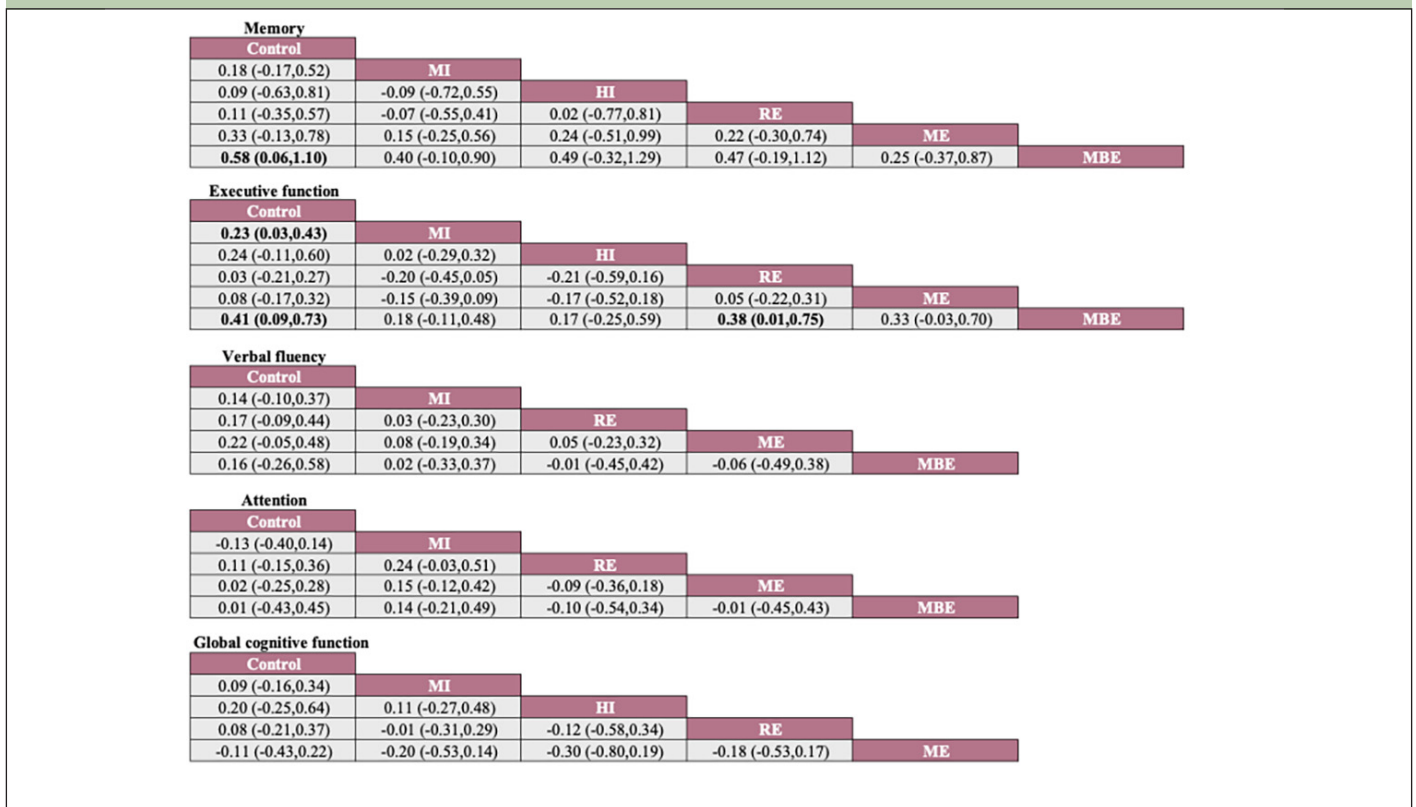 Memory
Control
0.18 (-0.17,0.52) MI
0.09 (-0.63,0.81) -0.09 (-0.72,0.55) HI
0.11 (-0.35,0.57) -0.07 (-0.55,0.41) 0.02 (-0.77,0.81) RE
0.33 (-0.13,0.78) 0.15 (-0.25,0.56) 0.24 (-0.51,0.99) 0.22 (-0.30,0.74) ME
0.58 (0.06,1.10) 0.40 (-0.10,0.90) 0.49 (-0.32,1.29) 0.47 (-0.19,1.12) 0.25 (-0.37,0.87) MBE
Executive function
Control
0.23 (0.03,0.43) MI
0.24 (-0.11,0.60) 0.02 (-0.29,0.32) HI
0.03 (-0.21,0.27) -0.20 (-0.45,0.05) -0.21 (-0.59,0.16) RE
0.08 (-0.17,0.32) -0.15 (-0.39,0.09) -0.17 (-0.52,0.18) 0.05 (-0.22,0.31) ME
0.41 (0.09,0.73) 0.18 (-0.11,0.48) 0.17 (-0.25,0.59) 0.38 (0.01,0.75) 0.33 (-0.03,0.70) MBE
Verbal fluency
Control
0.14 (-0.10,0.37) MI
0.17 (-0.09,0.44) 0.03 (-0.23,0.30) RE
0.22 (-0.05,0.48) 0.08 (-0.19,0.34) 0.05 (-0.23,0.32) ME
0.16 (-0.26,0.58) 0.02 (-0.33,0.37) -0.01 (-0.45,0.42) -0.06 (-0.49,0.38) MBE
Attention
Control
-0.13 (-0.40,0.14) MI
0.11 (-0.15,0.36) 0.24 (-0.03,0.51) RE
0.02 (-0.25,0.28) 0.15 (-0.12,0.42) -0.09 (-0.36,0.18) ME
0.01 (-0.43,0.45) 0.14 (-0.21,0.49) -0.10 (-0.54,0.34) -0.01 (-0.45,0.43) MBE
Global cognitive function
Control
0.09 (-0.16,0.34) MI
0.20 (-0.25,0.64) 0.11 (-0.27,0.48) HI
0.08 (-0.21,0.37) -0.01 (-0.31,0.29) -0.12 (-0.58,0.34) RE
-0.11 (-0.43,0.22) -0.20 (-0.53,0.14) -0.30 (-0.80,0.19) -0.18 (-0.53,0.17) ME